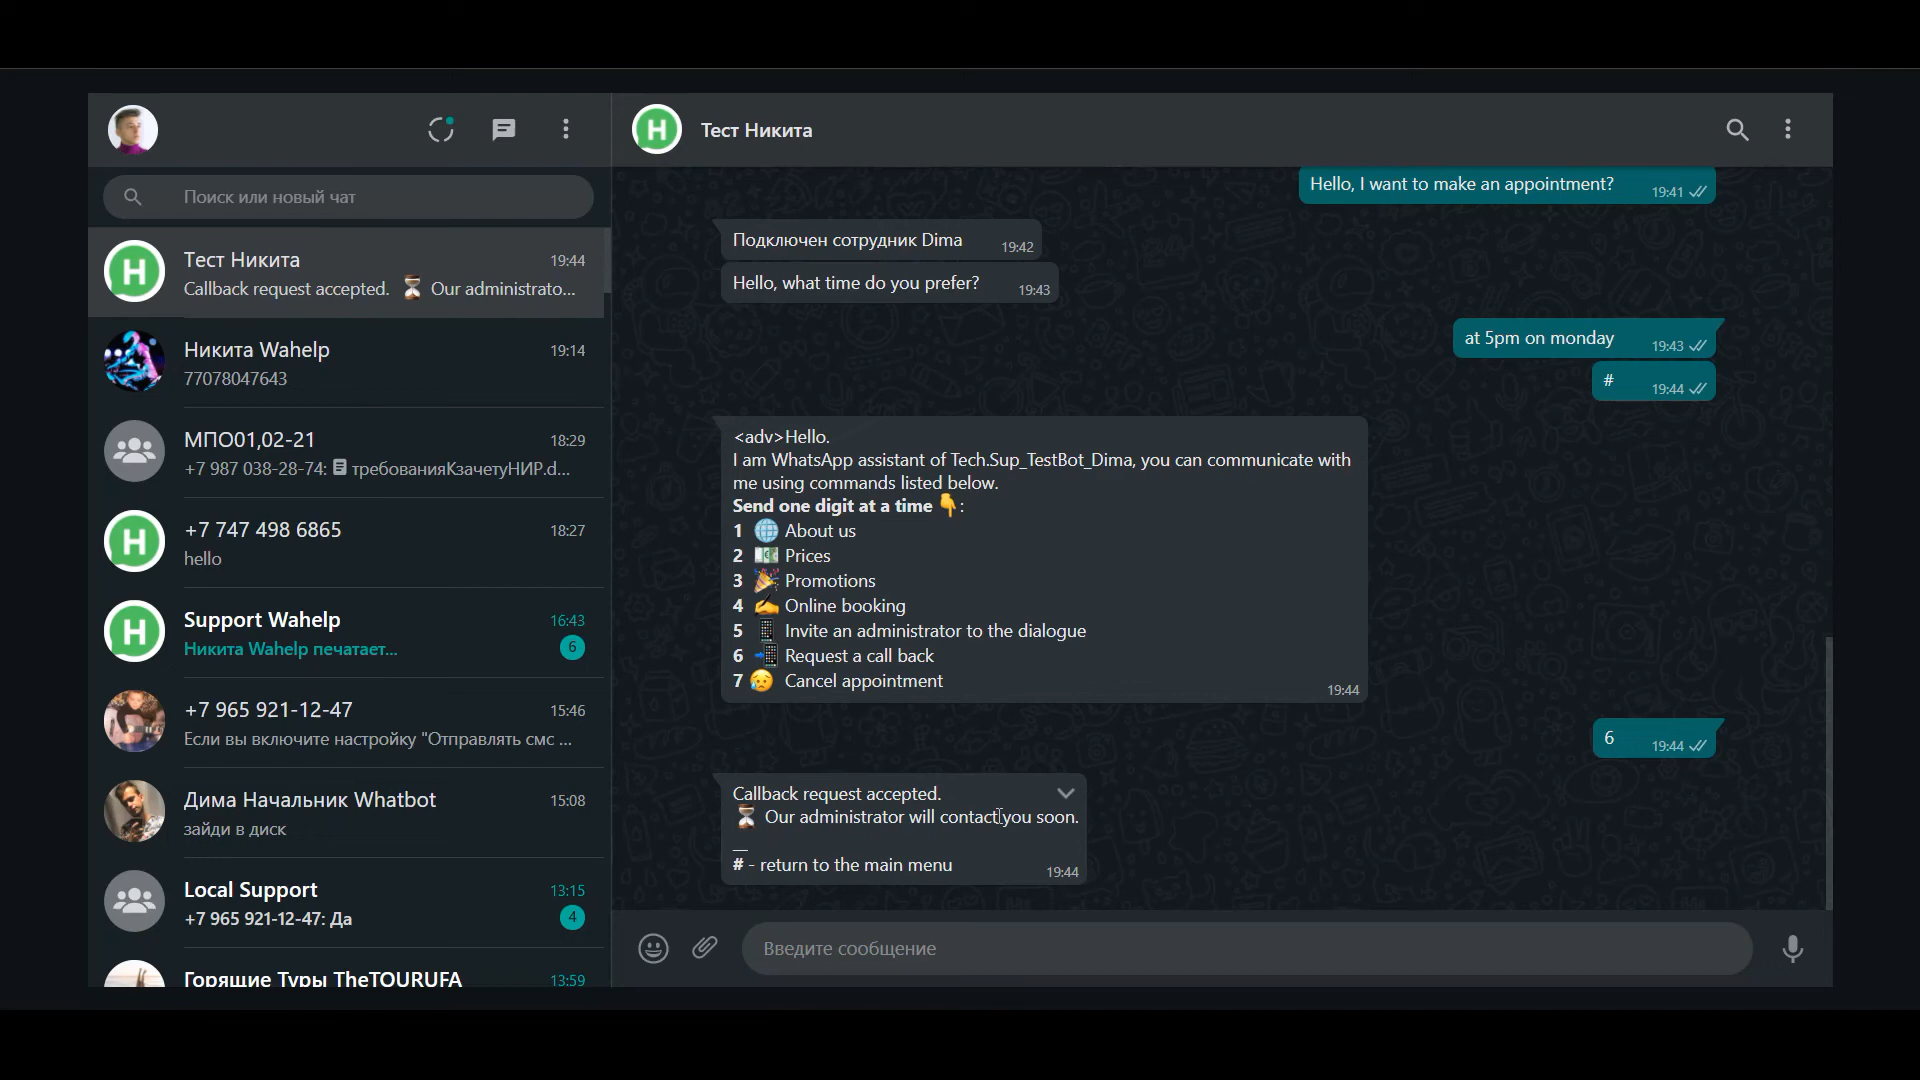 Поиск или новый чат
Тест Никита
19:44
Callback request accepted. ⏳ Our administrato...
Никита Wahelp
19:14
77078047643
МПО01,02-21
18:29
+7 987 038-28-74: требованияКзачетуНИР.d...
H
+7 747 498 6865
18:27
hello
H
Support Wahelp
16:43
Никита Wahelp печатает...
6
+7 965 921-12-47
15:46
Если вы включите настройку "Отправлять смс ...
Дима Начальник Whatbot
15:08
зайди в диск
Local Support
13:15
+7 965 921-12-47: Да
4
Горящие Туры TheTOURUFA
13:59
H
H
Тест Никита
Hello, I want to make an appointment?
19:41
Подключен сотрудник Dima
19:42
Hello, what time do you prefer?
19:43
at 5pm on monday
19:43
#
19:44
<adv>Hello.
I am WhatsApp assistant of Tech.Sup_TestBot_Dima, you can communicate with
me using commands listed below.
Send one digit at a time 👇:
1 🌐 About us
2 💵 Prices
3 🎉 Promotions
4 ✍ Online booking
5 📱 Invite an administrator to the dialogue
6 📲 Request a call back
7 😥 Cancel appointment
19:44
6
19:44
Callback request accepted.
⏳ Our administrator will contact you soon.
__
# - return to the main menu
19:44
Введите сообщение